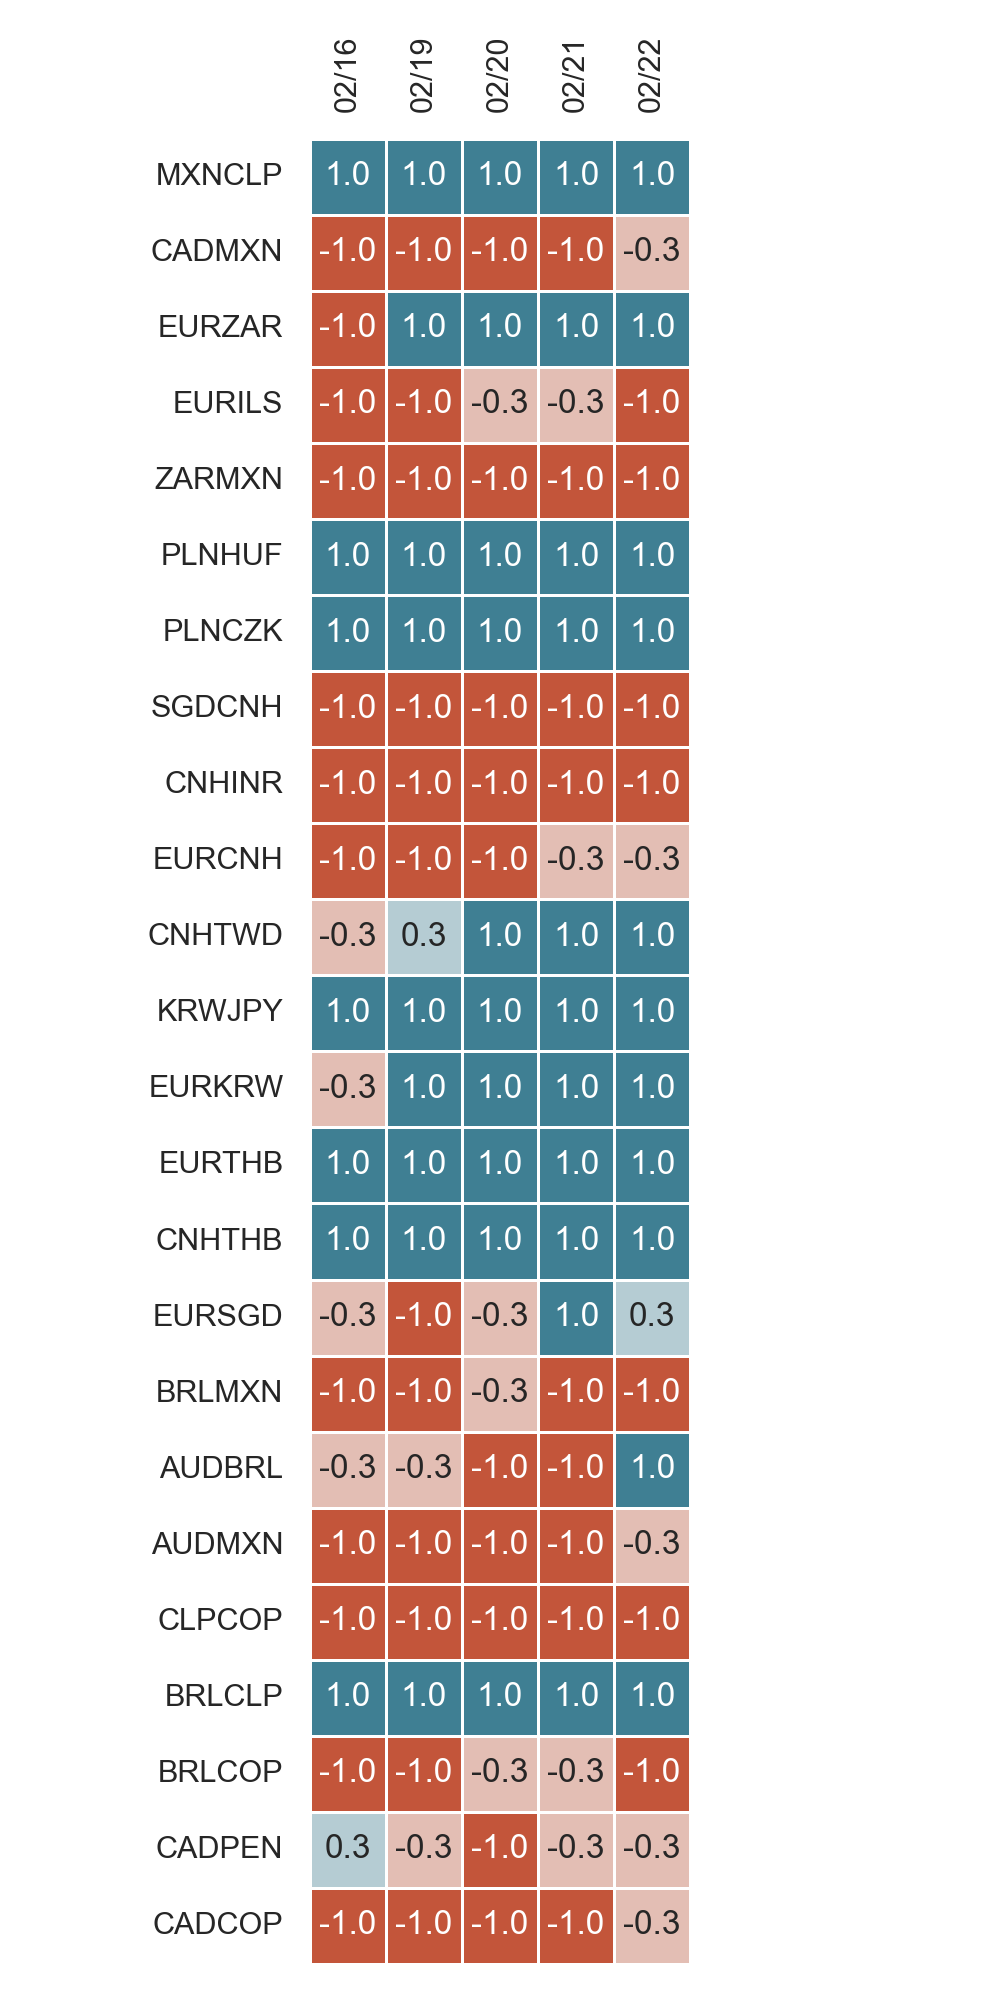 02/16 02/19 02/20 02/21 02/22
MXNCLP 1.0 1.0 1.0 1.0 1.0
CADMXN -1.0 -1.0 -1.0 -1.0 -0.3
EURZAR -1.0 1.0 1.0 1.0 1.0
EURILS -1.0 -1.0 -0.3 -0.3 -1.0
ZARMXN -1.0 -1.0 -1.0 -1.0 -1.0
PLNHUF 1.0 1.0 1.0 1.0 1.0
PLNCZK 1.0 1.0 1.0 1.0 1.0
SGDCNH -1.0 -1.0 -1.0 -1.0 -1.0
CNHINR -1.0 -1.0 -1.0 -1.0 -1.0
EURCNH -1.0 -1.0 -1.0 -0.3 -0.3
CNHTWD -0.3 0.3 1.0 1.0 1.0
KRWJPY 1.0 1.0 1.0 1.0 1.0
EURKRW -0.3 1.0 1.0 1.0 1.0
EURTHB 1.0 1.0 1.0 1.0 1.0
CNHTHB 1.0 1.0 1.0 1.0 1.0
EURSGD -0.3 -1.0 -0.3 1.0 0.3
BRLMXN -1.0 -1.0 -0.3 -1.0 -1.0
AUDBRL -0.3 -0.3 -1.0 -1.0 1.0
AUDMXN -1.0 -1.0 -1.0 -1.0 -0.3
CLPCOP -1.0 -1.0 -1.0 -1.0 -1.0
BRLCLP 1.0 1.0 1.0 1.0 1.0
BRLCOP -1.0 -1.0 -0.3 -0.3 -1.0
CADPEN 0.3 -0.3 -1.0 -0.3 -0.3
CADCOP -1.0 -1.0 -1.0 -1.0 -0.3